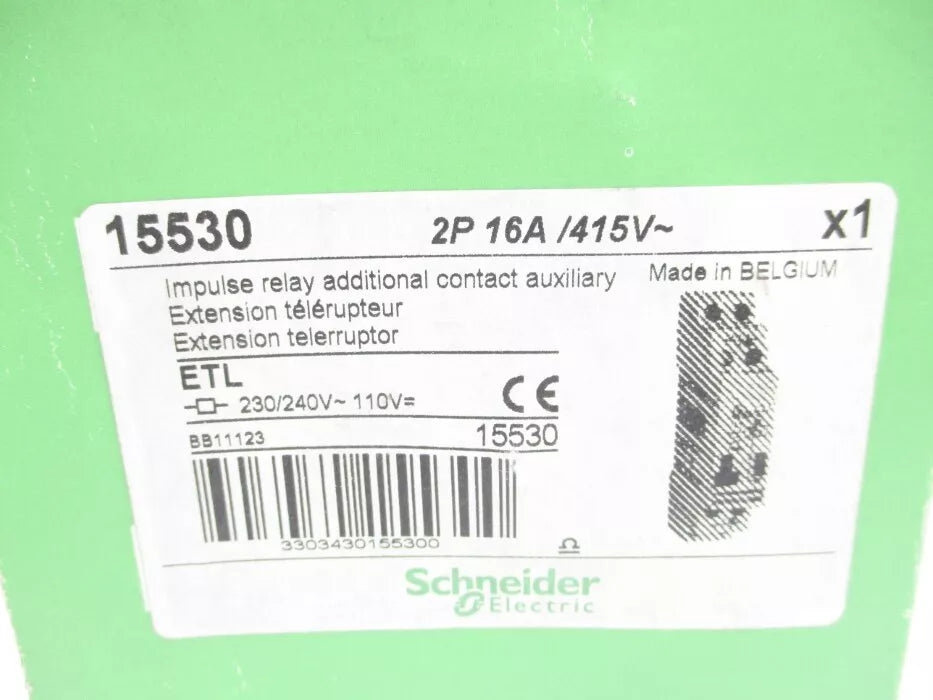 15530 2P 16A /415V~ x1
Impulse relay additional contact auxiliary Made in BELGIUM
Extension télérupteur
Extension telerruptor
ETL
230/240V~ 110V= CE
BB11123 15530
3303430155300
Schneider
Electric